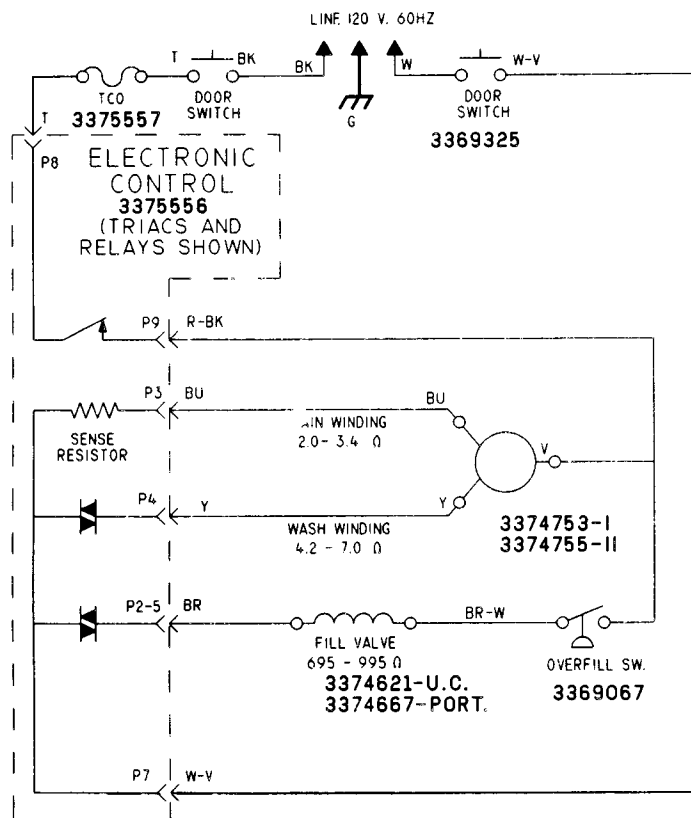 LINE 120 V. 60HZ
T
BK
BK
W
W-V
TCO
3375557
DOOR
SWITCH
G
DOOR
SWITCH
3369325
T
P8
ELECTRONIC
CONTROL
3375556
(TRIACS AND
RELAYS SHOWN)
P9
R-BK
P3
BU
BU
SENSE
RESISTOR
AIN WINDING
2.0- 3.4 Ω
V
P4
Y
Y
WASH WINDING
4.2 - 7.0 Ω
3374753-I
3374755-II
P2-5
BR
BR-W
FILL VALVE
695 - 995 Ω
3374621-U.C.
3374667-PORT.
OVERFILL SW.
3369067
P7
W-V